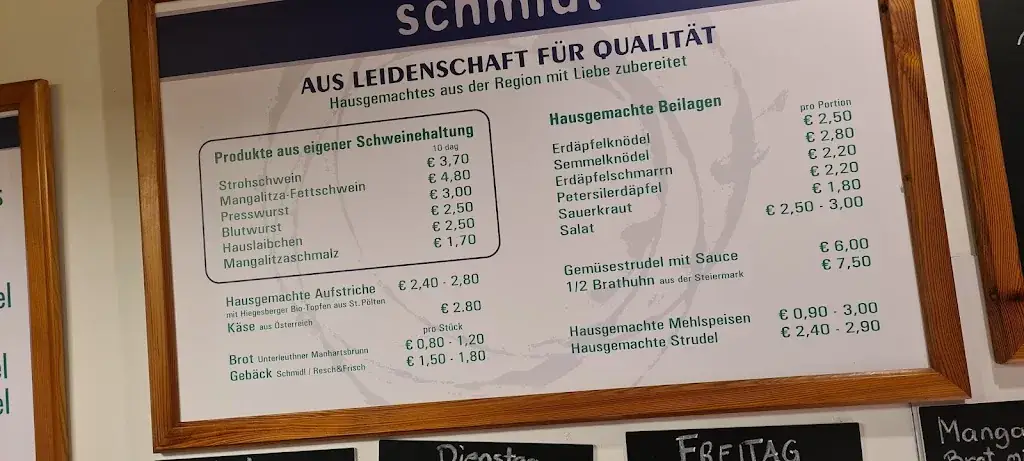 schmidt
AUS LEIDENSCHAFT FÜR QUALITÄT
Hausgemachtes aus der Region mit Liebe zubereitet
Produkte aus eigener Schweinehaltung
10 dag
Strohschwein € 3,70
Mangalitza-Fettschwein € 4,80
Presswurst € 3,00
Blutwurst € 2,50
Hauslaibchen € 2,50
Mangalitzaschmalz € 1,70
Hausgemachte Aufstriche € 2,40 - 2,80
mit Hiegesberger Bio-Topfen aus St. Pölten
Käse aus Österreich € 2.80
pro Stück
Brot Unterleuthner Manhartsbrunn € 0,80 - 1,20
Gebäck Schmidl / Resch&Frisch € 1,50 - 1,80
Hausgemachte Beilagen
pro Portion
Erdäpfelknödel € 2,50
Semmelknödel € 2,80
Erdäpfelschmarrn € 2,20
Petersilerdäpfel € 2,20
Sauerkraut € 1,80
Salat € 2,50 - 3,00
Gemüsestrudel mit Sauce € 6,00
1/2 Brathuhn aus der Steiermark € 7,50
Hausgemachte Mehlspeisen € 0,90 - 3,00
Hausgemachte Strudel € 2,40 - 2,90
Dienstag
FREITAG
Manga